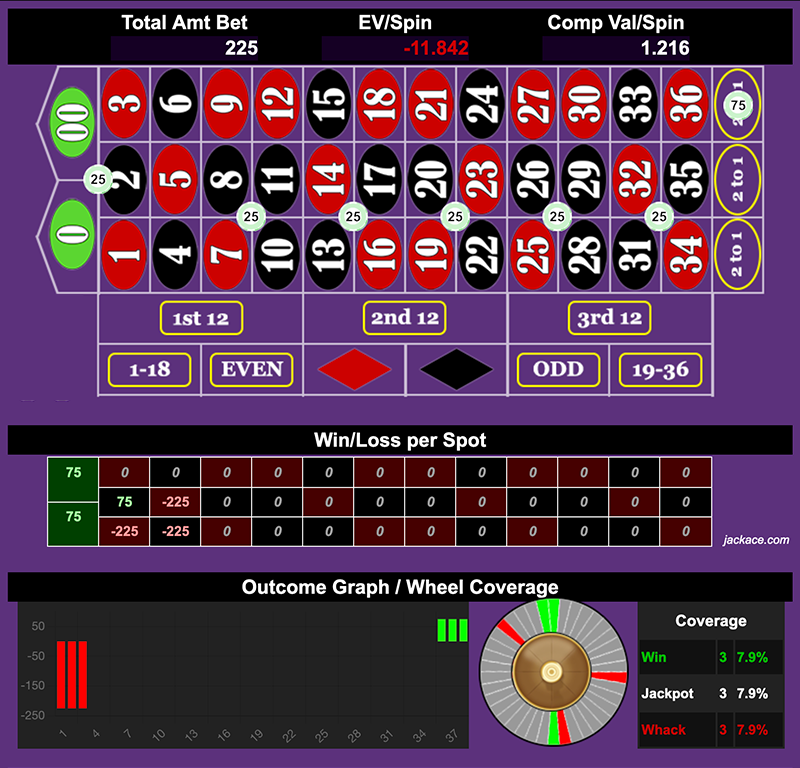 Total Amt Bet EV/Spin Comp Val/Spin
225 -11.842 1.216
00 3 6 9 12 15 18 21 24 27 30 33 36 75
25 2 5 8 11 14 17 20 23 26 29 32 35 2 to 1
25 25 25 25 25
0 1 4 7 10 13 16 19 22 25 28 31 34 2 to 1
1st 12 2nd 12 3rd 12
1-18 EVEN ODD 19-36
Win/Loss per Spot
75 0 0 0 0 0 0 0 0 0 0 0 0
75 -225 0 0 0 0 0 0 0 0 0 0
75 -225 -225 0 0 0 0 0 0 0 0 0 0
jackace.com
Outcome Graph / Wheel Coverage
50
-50
-150
-250
1 4 7 10 13 16 19 22 25 28 31 34 37
Coverage
Win 3 7.9%
Jackpot 3 7.9%
Whack 3 7.9%